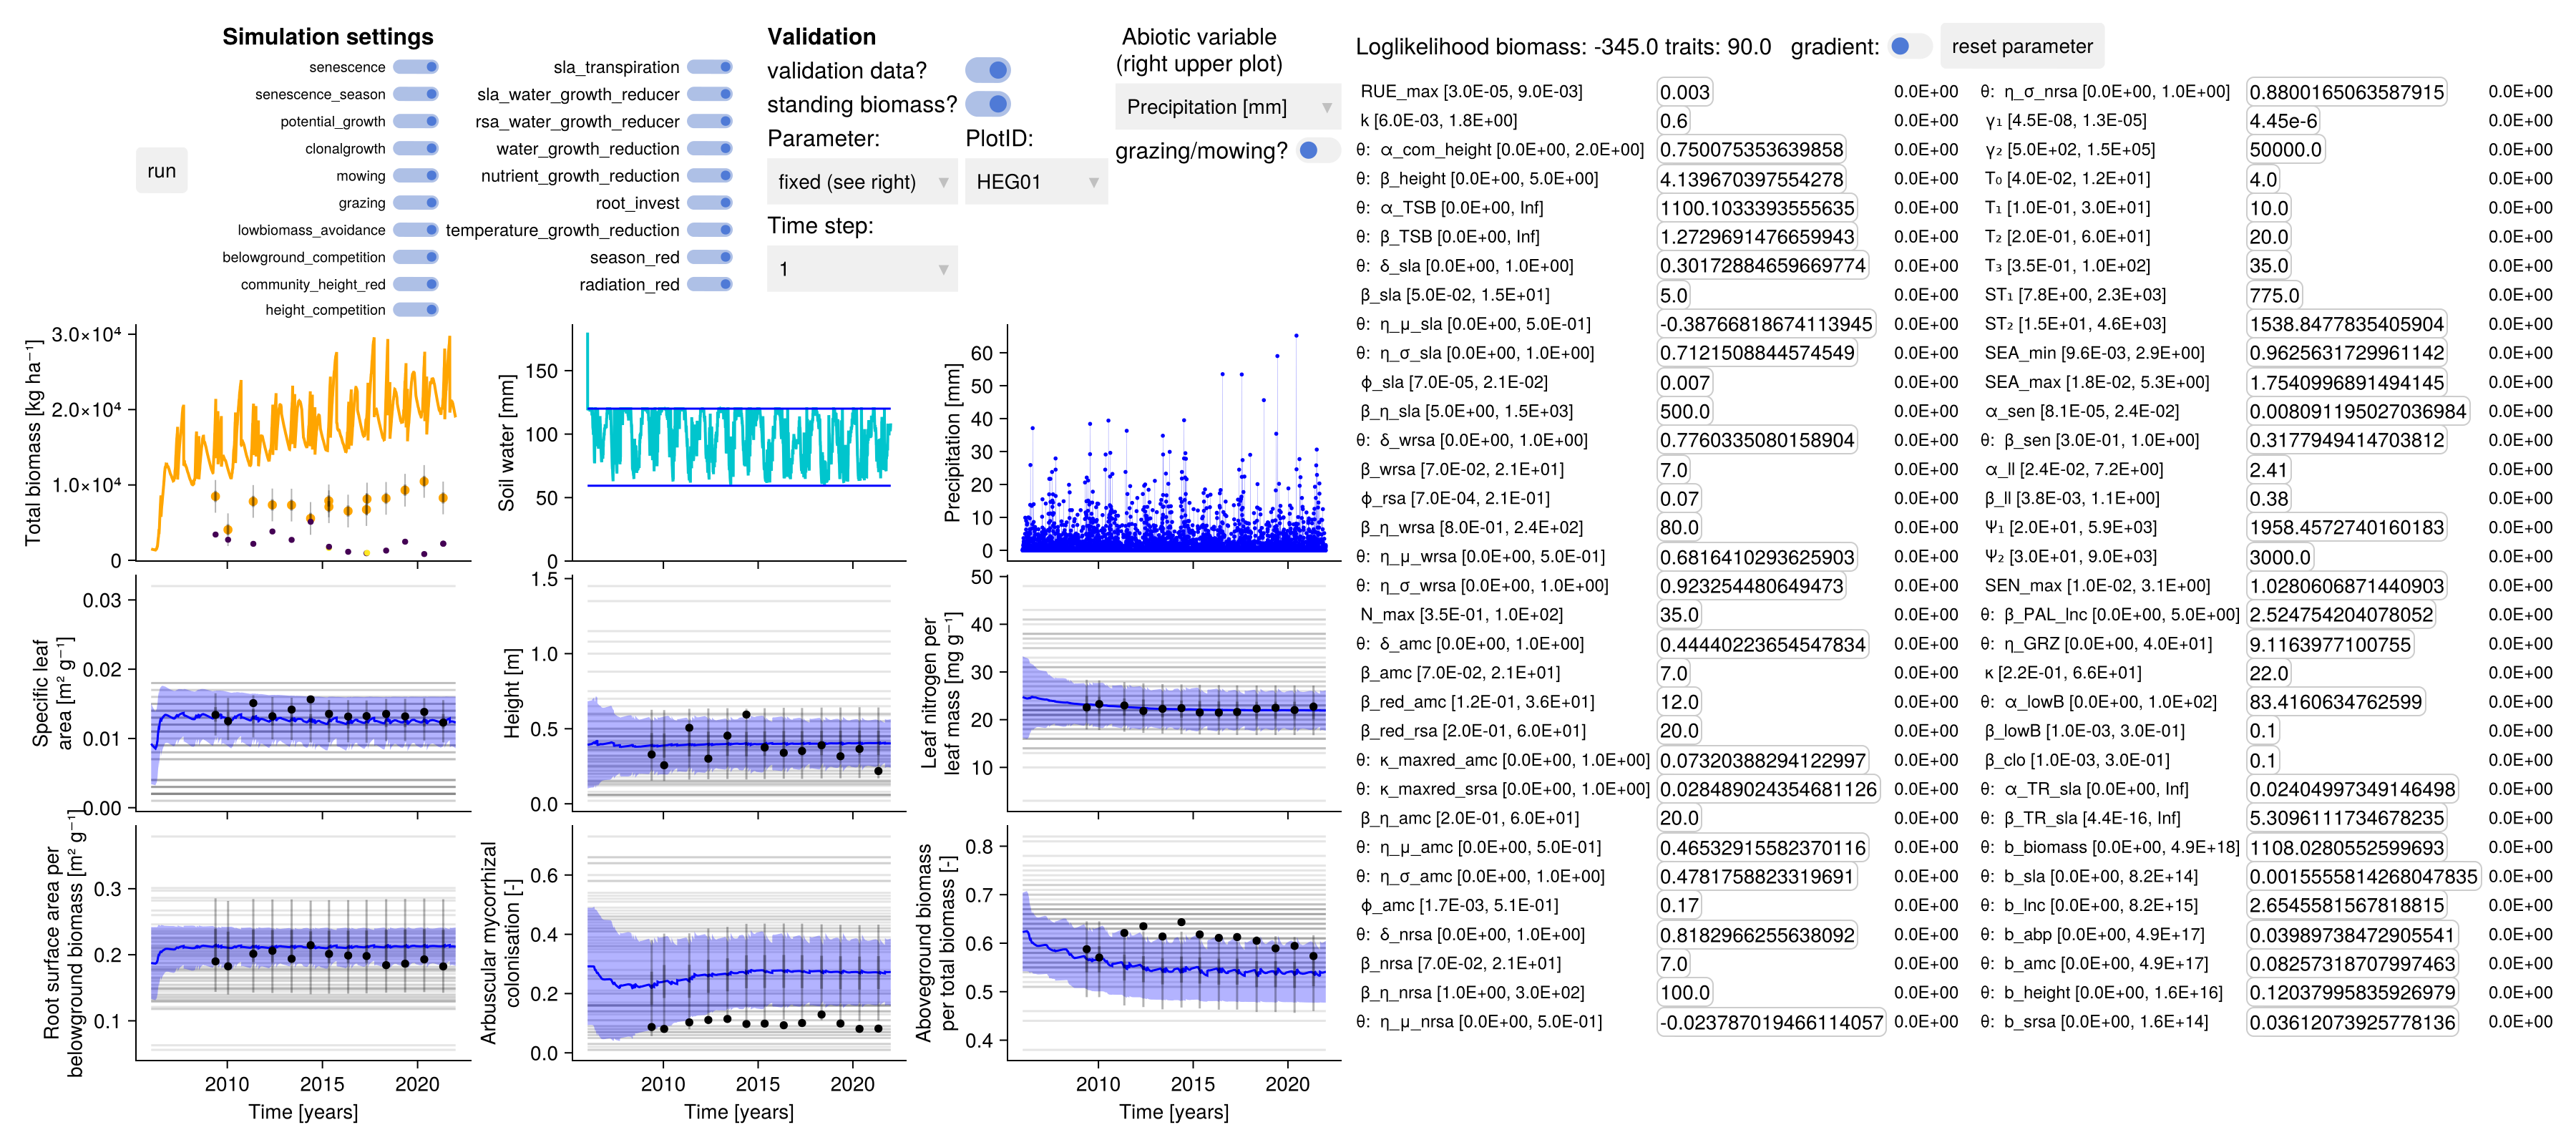 Simulation settings
senescence
senescence_season
potential_growth
clonalgrowth
mowing
grazing
lowbiomass_avoidance
belowground_competition
community_height_red
height_competition
run
sla_transpiration
sla_water_growth_reducer
rsa_water_growth_reducer
water_growth_reduction
nutrient_growth_reduction
root_invest
temperature_growth_reduction
season_red
radiation_red
Validation
validation data?
standing biomass?
Parameter:
fixed (see right)
PlotID:
HEG01
Time step:
1
Abiotic variable
(right upper plot)
Precipitation [mm]
grazing/mowing?
Loglikelihood biomass: -345.0 traits: 90.0 gradient: reset parameter
RUE_max [3.0E-05, 9.0E-03] 0.003 0.0E+00
k [6.0E-03, 1.8E+00] 0.6 0.0E+00
θ: α_com_height [0.0E+00, 2.0E+00] 0.750075353639858 0.0E+00
θ: β_height [0.0E+00, 5.0E+00] 4.139670397554278 0.0E+00
θ: α_TSB [0.0E+00, Inf] 1100.1033393555635 0.0E+00
θ: β_TSB [0.0E+00, Inf] 1.2729691476659943 0.0E+00
θ: δ_sla [0.0E+00, 1.0E+00] 0.30172884659669774 0.0E+00
β_sla [5.0E-02, 1.5E+01] 5.0 0.0E+00
θ: η_μ_sla [0.0E+00, 5.0E-01] -0.38766818674113945 0.0E+00
θ: η_σ_sla [0.0E+00, 1.0E+00] 0.7121508844574549 0.0E+00
ϕ_sla [7.0E-05, 2.1E-02] 0.007 0.0E+00
β_η_sla [5.0E+00, 1.5E+03] 500.0 0.0E+00
θ: δ_wrsa [0.0E+00, 1.0E+00] 0.7760335080158904 0.0E+00
β_wrsa [7.0E-02, 2.1E+01] 7.0 0.0E+00
ϕ_rsa [7.0E-04, 2.1E-01] 0.07 0.0E+00
β_η_wrsa [8.0E-01, 2.4E+02] 80.0 0.0E+00
θ: η_μ_wrsa [0.0E+00, 5.0E-01] 0.6816410293625903 0.0E+00
θ: η_σ_wrsa [0.0E+00, 1.0E+00] 0.923254480649473 0.0E+00
N_max [3.5E-01, 1.0E+02] 35.0 0.0E+00
θ: δ_amc [0.0E+00, 1.0E+00] 0.44440223654547834 0.0E+00
β_amc [7.0E-02, 2.1E+01] 7.0 0.0E+00
β_red_amc [1.2E-01, 3.6E+01] 12.0 0.0E+00
β_red_rsa [2.0E-01, 6.0E+01] 20.0 0.0E+00
θ: κ_maxred_amc [0.0E+00, 1.0E+00] 0.07320388294122997 0.0E+00
θ: κ_maxred_srsa [0.0E+00, 1.0E+00] 0.028489024354681126 0.0E+00
β_η_amc [2.0E-01, 6.0E+01] 20.0 0.0E+00
θ: η_μ_amc [0.0E+00, 5.0E-01] 0.46532915582370116 0.0E+00
θ: η_σ_amc [0.0E+00, 1.0E+00] 0.4781758823319691 0.0E+00
ϕ_amc [1.7E-03, 5.1E-01] 0.17 0.0E+00
θ: δ_nrsa [0.0E+00, 1.0E+00] 0.8182966255638092 0.0E+00
β_nrsa [7.0E-02, 2.1E+01] 7.0 0.0E+00
β_η_nrsa [1.0E+00, 3.0E+02] 100.0 0.0E+00
θ: η_μ_nrsa [0.0E+00, 5.0E-01] -0.023787019466114057 0.0E+00
θ: η_σ_nrsa [0.0E+00, 1.0E+00] 0.8800165063587915 0.0E+00
γ₁ [4.5E-08, 1.3E-05] 4.45e-6 0.0E+00
γ₂ [5.0E+02, 1.5E+05] 50000.0 0.0E+00
T₀ [4.0E-02, 1.2E+01] 4.0 0.0E+00
T₁ [1.0E-01, 3.0E+01] 10.0 0.0E+00
T₂ [2.0E-01, 6.0E+01] 20.0 0.0E+00
T₃ [3.5E-01, 1.0E+02] 35.0 0.0E+00
ST₁ [7.8E+00, 2.3E+03] 775.0 0.0E+00
ST₂ [1.5E+01, 4.6E+03] 1538.8477835405904 0.0E+00
SEA_min [9.6E-03, 2.9E+00] 0.9625631729961142 0.0E+00
SEA_max [1.8E-02, 5.3E+00] 1.7540996891494145 0.0E+00
α_sen [8.1E-05, 2.4E-02] 0.008091195027036984 0.0E+00
θ: β_sen [3.0E-01, 1.0E+00] 0.3177949414703812 0.0E+00
α_ll [2.4E-02, 7.2E+00] 2.41 0.0E+00
β_ll [3.8E-03, 1.1E+00] 0.38 0.0E+00
Ψ₁ [2.0E+01, 5.9E+03] 1958.4572740160183 0.0E+00
Ψ₂ [3.0E+01, 9.0E+03] 3000.0 0.0E+00
SEN_max [1.0E-02, 3.1E+00] 1.0280606871440903 0.0E+00
θ: β_PAL_lnc [0.0E+00, 5.0E+00] 2.524754204078052 0.0E+00
θ: η_GRZ [0.0E+00, 4.0E+01] 9.1163977100755 0.0E+00
κ [2.2E-01, 6.6E+01] 22.0 0.0E+00
θ: α_lowB [0.0E+00, 1.0E+02] 83.4160634762599 0.0E+00
β_lowB [1.0E-03, 3.0E-01] 0.1 0.0E+00
β_clo [1.0E-03, 3.0E-01] 0.1 0.0E+00
θ: α_TR_sla [0.0E+00, Inf] 0.02404997349146498 0.0E+00
θ: β_TR_sla [4.4E-16, Inf] 5.3096111734678235 0.0E+00
θ: b_biomass [0.0E+00, 4.9E+18] 1108.0280552599693 0.0E+00
θ: b_sla [0.0E+00, 8.2E+14] 0.0015555814268047835 0.0E+00
θ: b_lnc [0.0E+00, 8.2E+15] 2.6545581567818815 0.0E+00
θ: b_abp [0.0E+00, 4.9E+17] 0.03989738472905541 0.0E+00
θ: b_amc [0.0E+00, 4.9E+17] 0.08257318707997463 0.0E+00
θ: b_height [0.0E+00, 1.6E+16] 0.12037995835926979 0.0E+00
θ: b_srsa [0.0E+00, 1.6E+14] 0.03612073925778136 0.0E+00
Total biomass [kg ha⁻¹]
3.0×10⁴
2.0×10⁴
1.0×10⁴
0
Soil water [mm]
150
100
50
0
Precipitation [mm]
60
50
40
30
20
10
0
Specific leaf
area [m² g⁻¹]
0.03
0.02
0.01
0.00
Height [m]
1.5
1.0
0.5
0.0
Leaf nitrogen per
leaf mass [mg g⁻¹]
50
40
30
20
10
Root surface area per
belowground biomass [m² g⁻¹]
0.3
0.2
0.1
2010 2015 2020
Time [years]
Arbuscular mycorrhizal
colonisation [-]
0.6
0.4
0.2
0.0
2010 2015 2020
Time [years]
Aboveground biomass
per total biomass [-]
0.8
0.7
0.6
0.5
0.4
2010 2015 2020
Time [years]